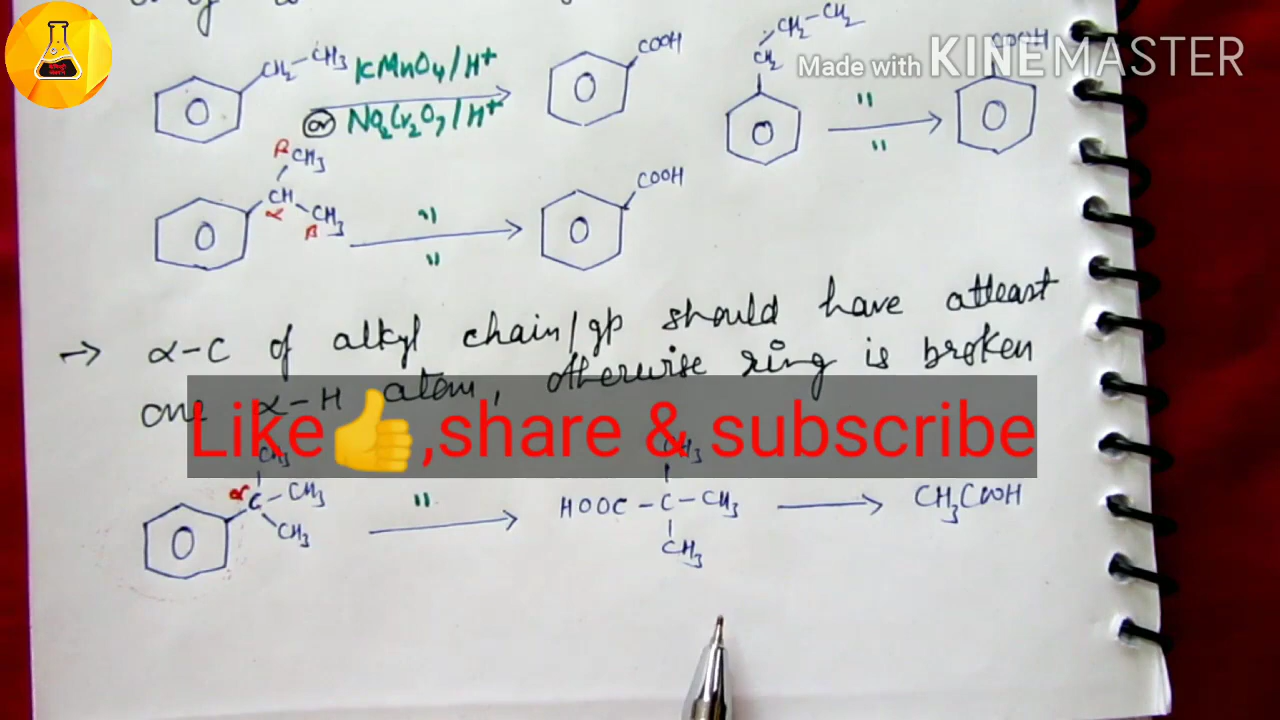 CH₂-CH₃
KMnO₄/H⁺
COOH
CH₂-CH₂
CH₂
COOH
Made with KINEMASTER
(or) Na₂Cr₂O₇/H⁺
"
"
β CH₃
CH
α
CH₃
β
"
"
COOH
→ α-C of alkyl chain/gp should have atleast
one α-H atom, otherwise ring is broken
Like👍,share & subscribe
CH₃
α C-CH₃
CH₃
"
CH₃
HOOC-C-CH₃
CH₃
CH₃COOH